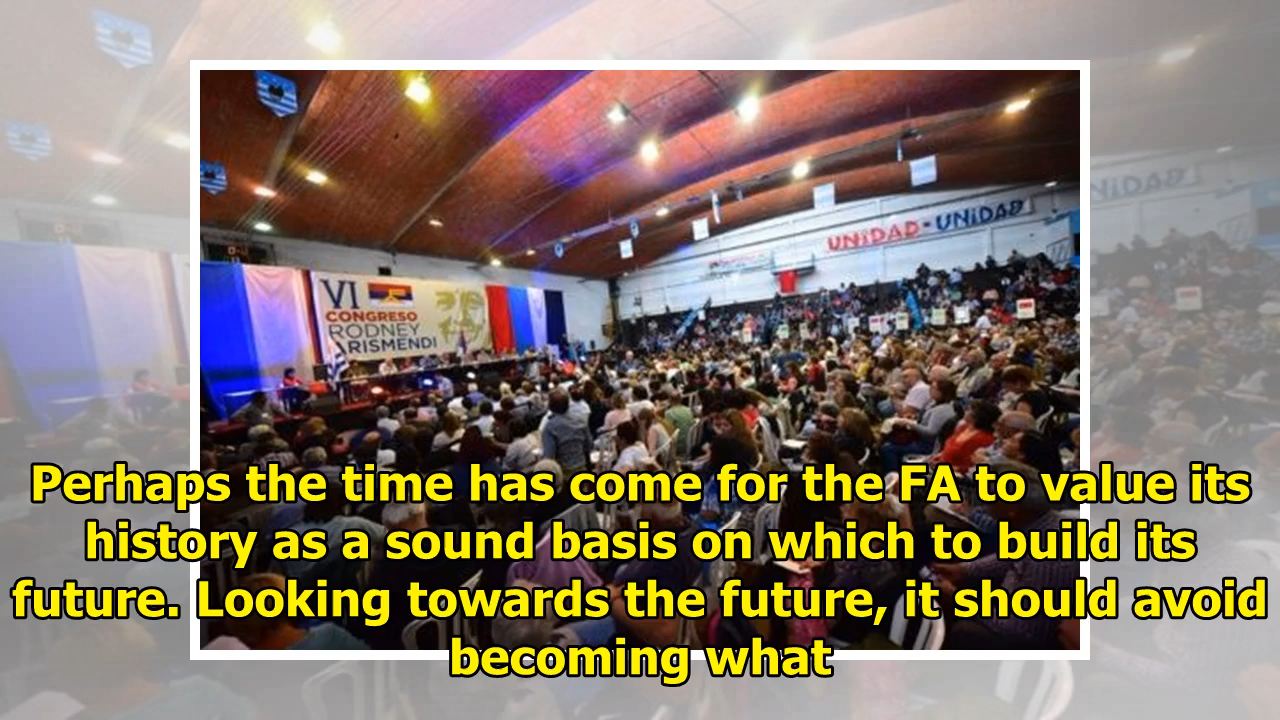 UNiDAD-UNiDAD
VI
CONGRESO
RODNEY
ARISMENDI
Perhaps the time has come for the FA to value its
history as a sound basis on which to build its
future. Looking towards the future, it should avoid
becoming what